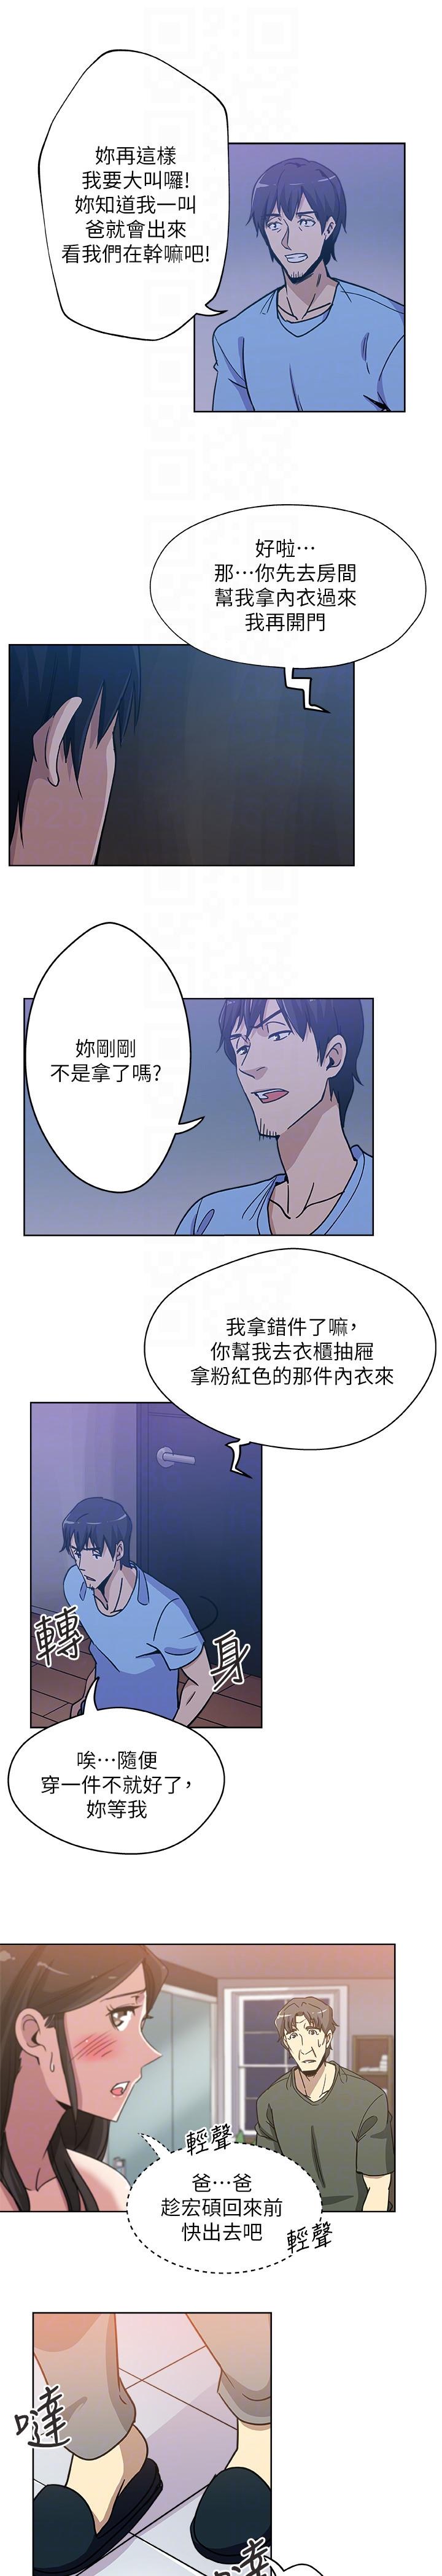 妳再這樣
我要大叫囉!
妳知道我一叫
爸就會出來
看我們在幹嘛吧!
好啦⋯
那⋯你先去房間
幫我拿內衣過來
我再開門
妳剛剛
不是拿了嗎?
我拿錯件了嘛,
你幫我去衣櫃抽屜
拿粉紅色的那件內衣來
轉
身
唉⋯隨便
穿一件不就好了,
妳等我
輕聲
爸⋯爸
趁宏碩回來前
快出去吧
輕聲
噠
噠